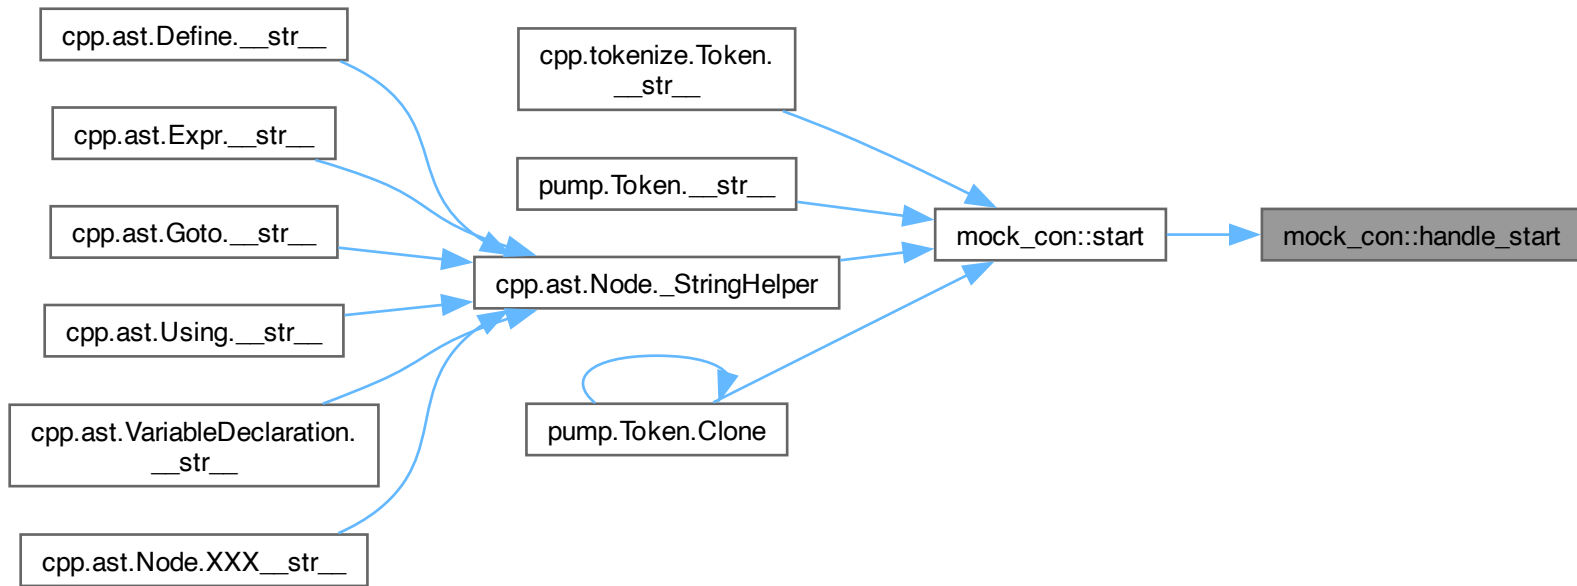 cpp.ast.Define.__str__
cpp.ast.Expr.__str__
cpp.ast.Goto.__str__
cpp.ast.Using.__str__
cpp.ast.VariableDeclaration.
__str__
cpp.ast.Node.XXX__str__
cpp.tokenize.Token.
__str__
pump.Token.__str__
cpp.ast.Node._StringHelper
pump.Token.Clone
mock_con::start
mock_con::handle_start